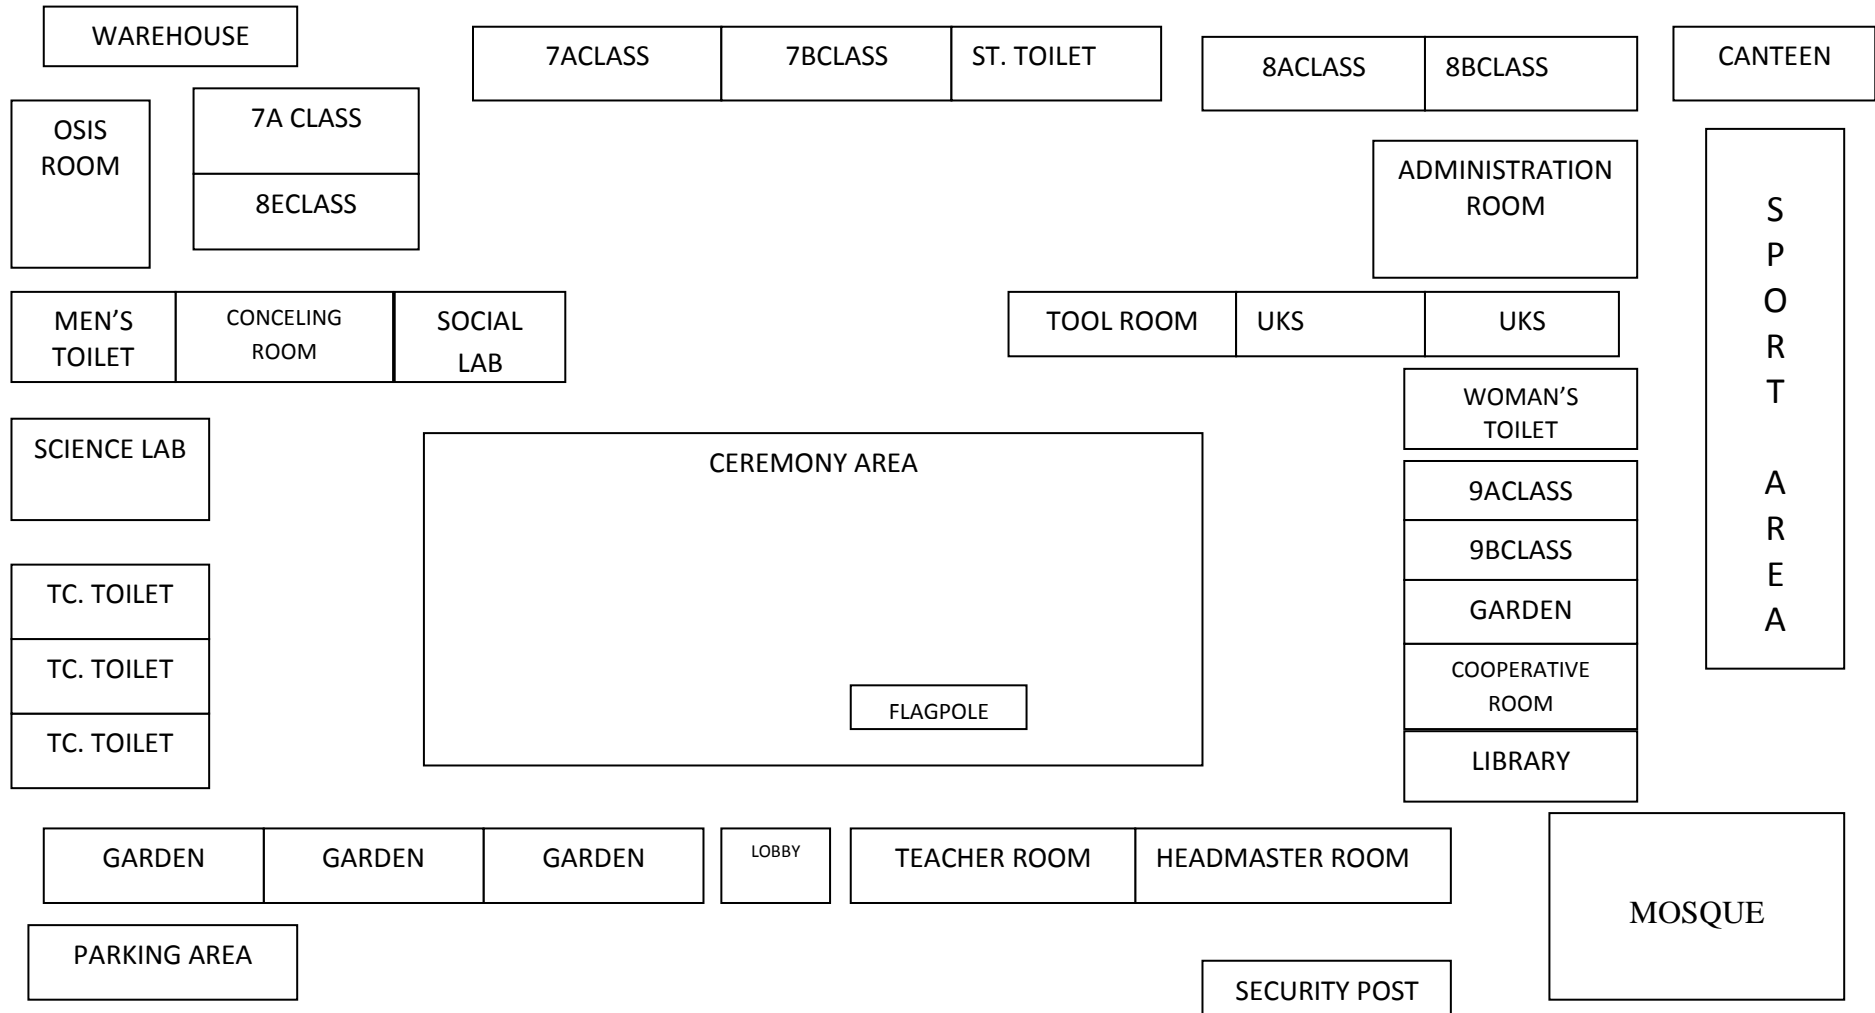 WAREHOUSE
7ACLASS
7BCLASS
ST. TOILET
8ACLASS
8BCLASS
CANTEEN
OSIS
ROOM
7A CLASS
8ECLASS
ADMINISTRATION
ROOM
S
P
O
R
T
A
R
E
A
MEN'S
TOILET
CONCELING
ROOM
SOCIAL
LAB
TOOL ROOM
UKS
UKS
WOMAN'S
TOILET
SCIENCE LAB
CEREMONY AREA
9ACLASS
9BCLASS
GARDEN
COOPERATIVE
ROOM
LIBRARY
TC. TOILET
TC. TOILET
TC. TOILET
FLAGPOLE
GARDEN
GARDEN
GARDEN
LOBBY
TEACHER ROOM
HEADMASTER ROOM
MOSQUE
PARKING AREA
SECURITY POST